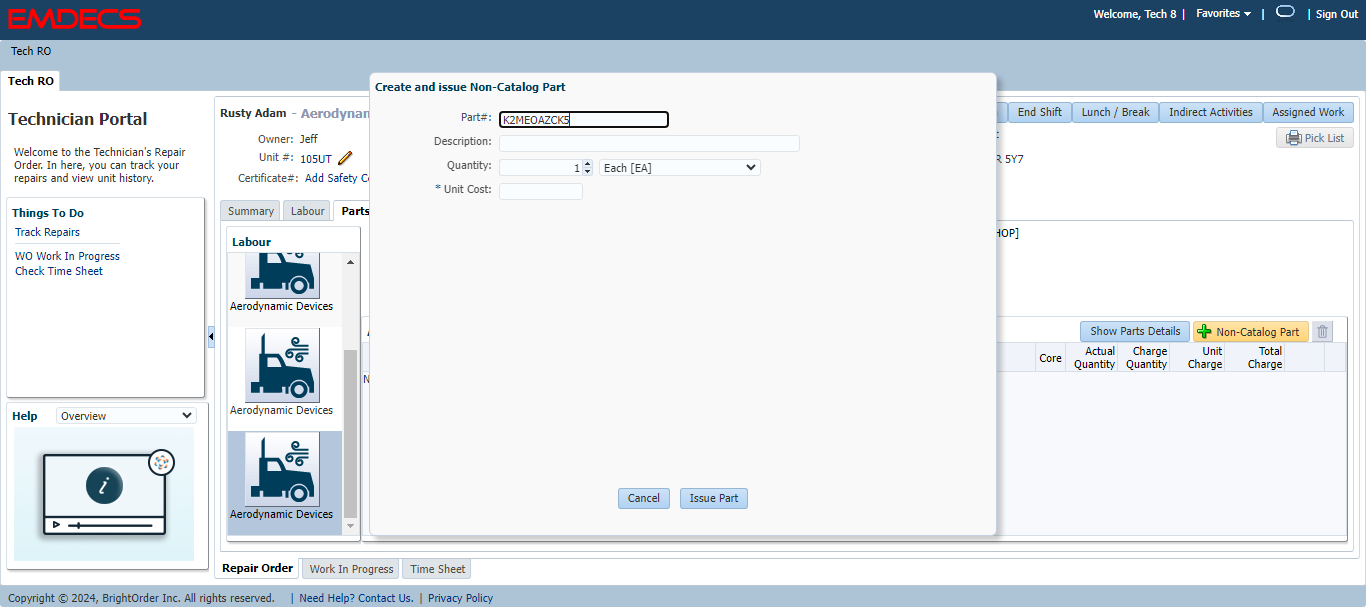 EMDECS
Welcome, Tech 8 | Favorites | | Sign Out
Tech RO
Tech RO
Technician Portal
Welcome to the Technician's Repair
Order. In here, you can track your
repairs and view unit history.
Things To Do
Track Repairs
WO Work In Progress
Check Time Sheet
Help Overview
i
Rusty Adam - Aerodynam
Owner: Jeff
Unit #: 105UT
Certificate#: Add Safety Ce
End Shift Lunch / Break Indirect Activities Assigned Work
Pick List
R 5Y7
Summary Labour Parts
Labour
Aerodynamic Devices
Aerodynamic Devices
Aerodynamic Devices
Create and issue Non-Catalog Part
Part#: K2MEOAZCK5
Description:
Quantity: 1 Each [EA]
* Unit Cost:
Cancel Issue Part
HOP]
Show Parts Details Non-Catalog Part
Core Actual Quantity Charge Quantity Unit Charge Total Charge
Repair Order Work In Progress Time Sheet
Copyright © 2024, BrightOrder Inc. All rights reserved. | Need Help? Contact Us. | Privacy Policy